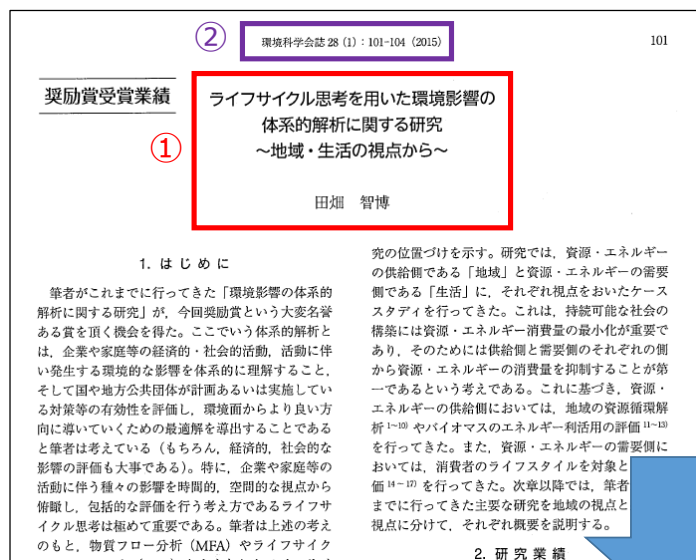 ②
環境科学会誌 28 (1) : 101-104 (2015)
101
奨励賞受賞業績
①
ライフサイクル思考を用いた環境影響の
体系的解析に関する研究
~地域・生活の視点から~
田畑 智博
1. はじめに
筆者がこれまでに行ってきた「環境影響の体系的
解析に関する研究」が，今回奨励賞という大変名誉
ある賞を頂く機会を得た。ここでいう体系的解析と
は，企業や家庭等の経済的・社会的活動，活動に伴
い発生する環境的な影響を体系的に理解すること，
そして国や地方公共団体が計画あるいは実施してい
る対策等の有効性を評価し，環境面からより良い方
向に導いていくための最適解を導出することである
と筆者は考えている（もちろん，経済的，社会的な
影響の評価も大事である）。特に，企業や家庭等の
活動に伴う種々の影響を時間的，空間的な視点から
俯瞰し，包括的な評価を行う考え方であるライフサ
イクル思考は極めて重要である。筆者は上述の考え
のもと，物質フロー分析（MFA）やライフサイク
究の位置づけを示す。研究では，資源・エネルギー
の供給側である「地域」と資源・エネルギーの需要
側である「生活」に，それぞれ視点をおいたケース
スタディを行ってきた。これは，持続可能な社会の
構築には資源・エネルギー消費量の最小化が重要で
あり，そのためには供給側と需要側のそれぞれの側
から資源・エネルギーの消費量を抑制することが第
一であるという考えである。これに基づき，資源・
エネルギーの供給側においては，地域の資源循環解
析1~10)やバイオマスのエネルギー利活用の評価11~13)
を行ってきた。また，資源・エネルギーの需要側に
おいては，消費者のライフスタイルを対象と
価14~17)を行ってきた。次章以降では，筆者
までに行ってきた主要な研究を地域の視点と
視点に分けて，それぞれ概要を説明する。
2. 研究業績